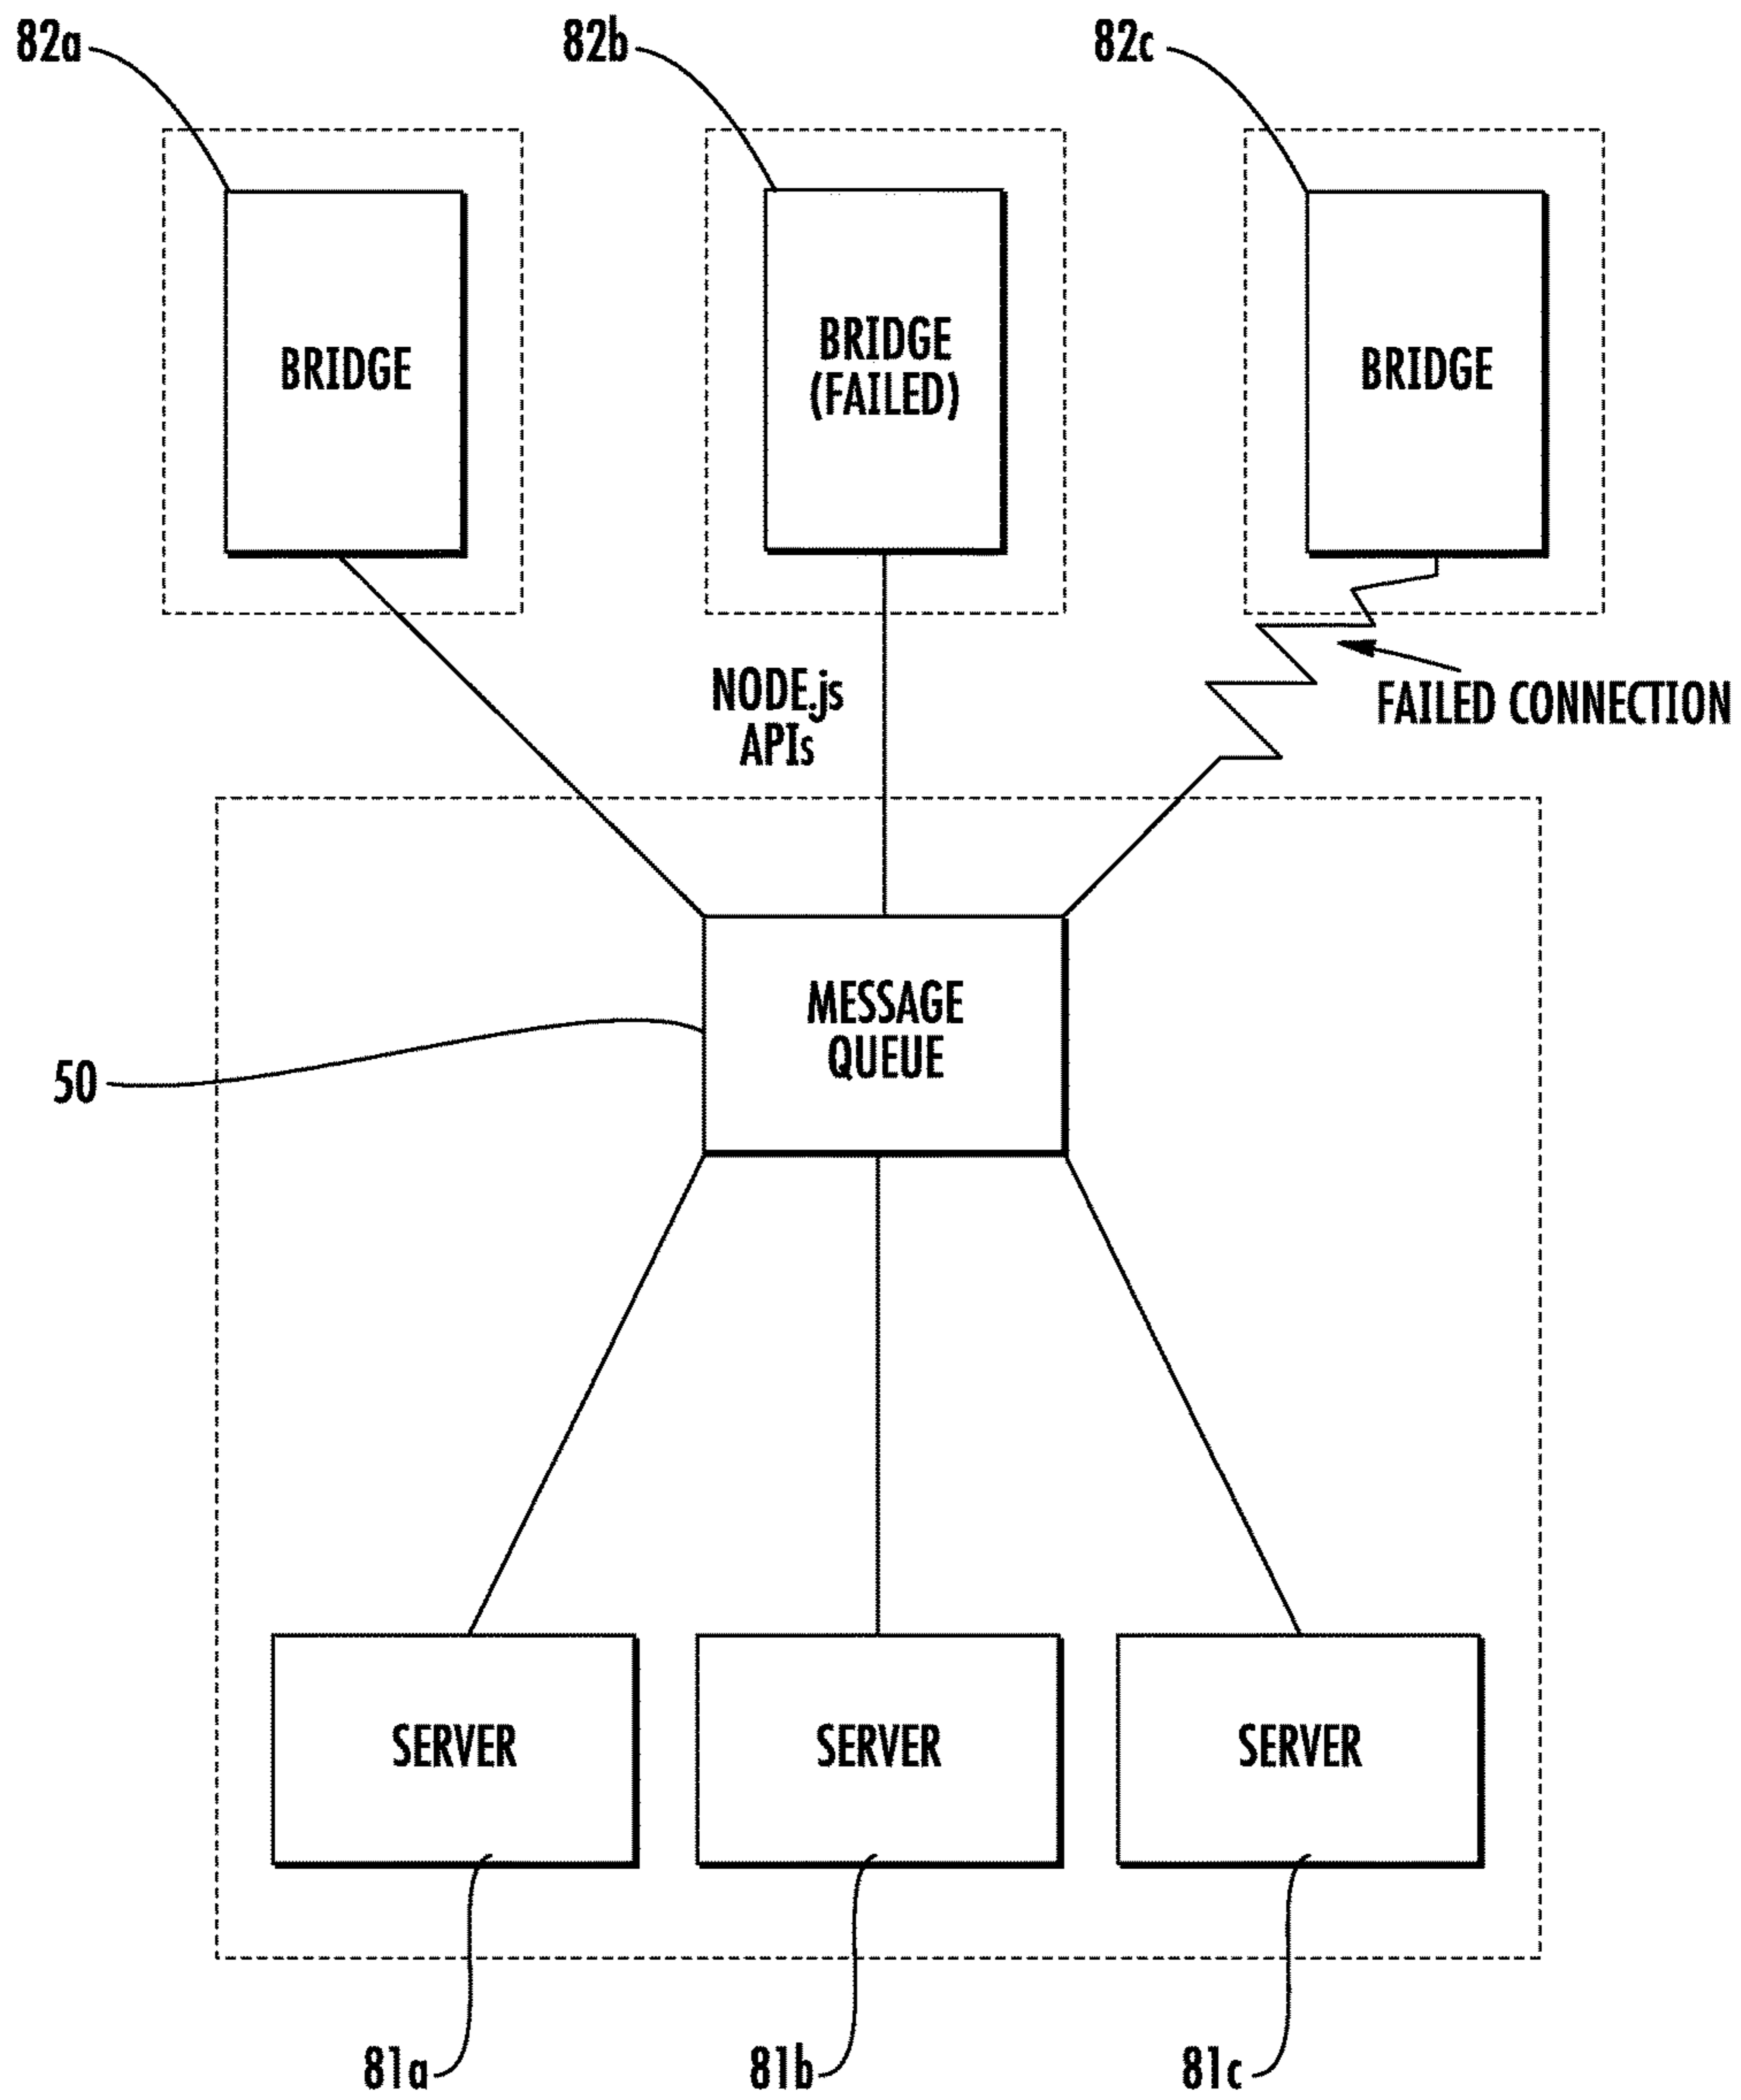 82a
82b
82c
BRIDGE
BRIDGE
(FAILED)
BRIDGE
NODE.js
APIs
FAILED CONNECTION
MESSAGE
QUEUE
50
SERVER
SERVER
SERVER
81a
81b
81c